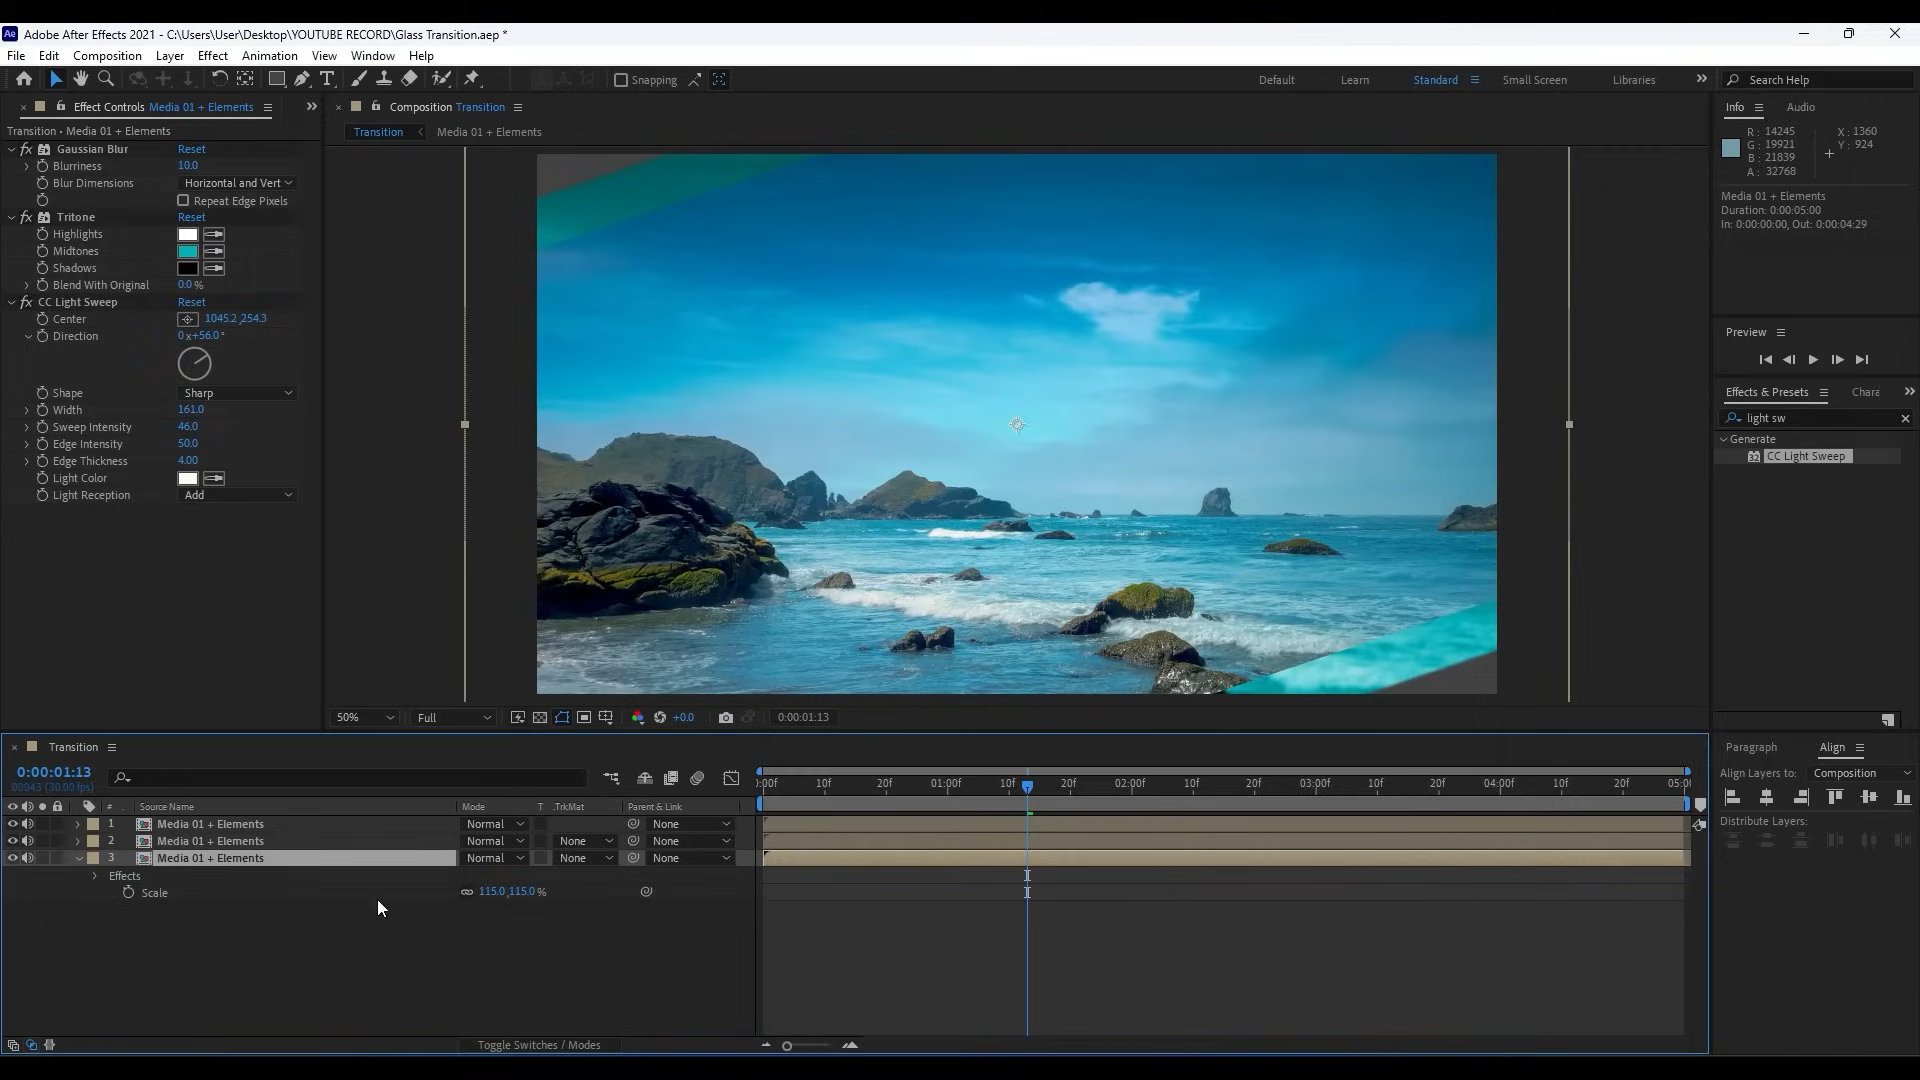 Ae Adobe After Effects 2021 - C:\Users\User\Desktop\YOUTUBE RECORD\Glass Transition.aep *
File Edit Composition Layer Effect Animation View Window Help
Snapping Default Learn Standard Small Screen Libraries Search Help
Effect Controls Media 01 + Elements
Transition • Media 01 + Elements
fx Gaussian Blur Reset
Blurriness 10.0
Blur Dimensions Horizontal and Vert
Repeat Edge Pixels
fx Tritone Reset
Highlights
Midtones
Shadows
Blend With Original 0.0 %
fx CC Light Sweep Reset
Center 1045.2,254.3
Direction 0x+56.0°
Shape Sharp
Width 161.0
Sweep Intensity 46.0
Edge Intensity 50.0
Edge Thickness 4.00
Light Color
Light Reception Add
Composition Transition
Transition Media 01 + Elements
50% Full +0.0 0:00:01:13
Info Audio
R: 14245 X: 1360
G: 19921 Y: 924
B: 21839
A: 32768
Media 01 + Elements
Duration: 0:00:05:00
In: 0:00:00:00, Out: 0:00:04:29
Preview
Effects & Presets Chara
light sw
Generate
32 CC Light Sweep
Paragraph Align
Align Layers to: Composition
Distribute Layers:
Transition
0:00:01:13
00043 (30.00 fps)
# Source Name Mode T .TrkMat Parent & Link
1 Media 01 + Elements Normal None
2 Media 01 + Elements Normal None None
3 Media 01 + Elements Normal None None
Effects
Scale 115.0,115.0 %
:00f 10f 20f 01:00f 10f 20f 02:00f 10f 20f 03:00f 10f 20f 04:00f 10f 20f 05:0
Toggle Switches / Modes